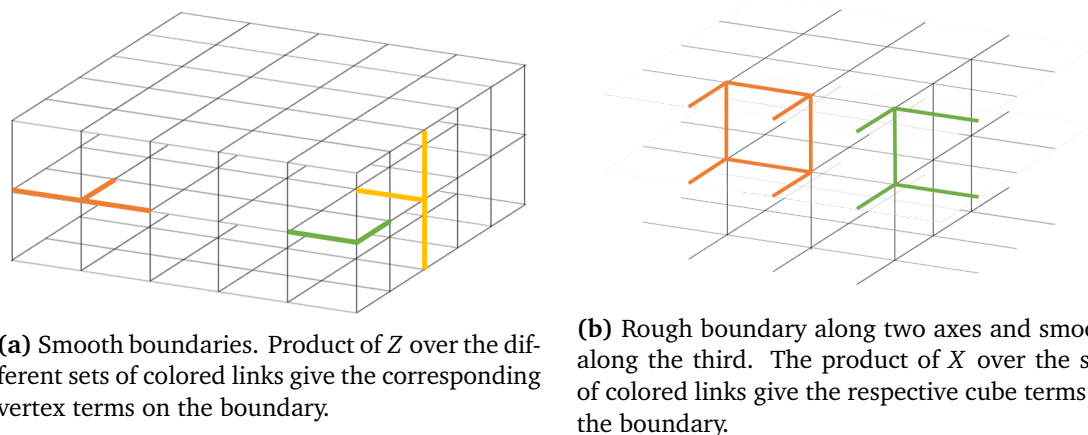 (a) Smooth boundaries. Product of Z over the dif-
ferent sets of colored links give the corresponding
vertex terms on the boundary.
(b) Rough boundary along two axes and smoo
along the third. The product of X over the s
of colored links give the respective cube terms
the boundary.